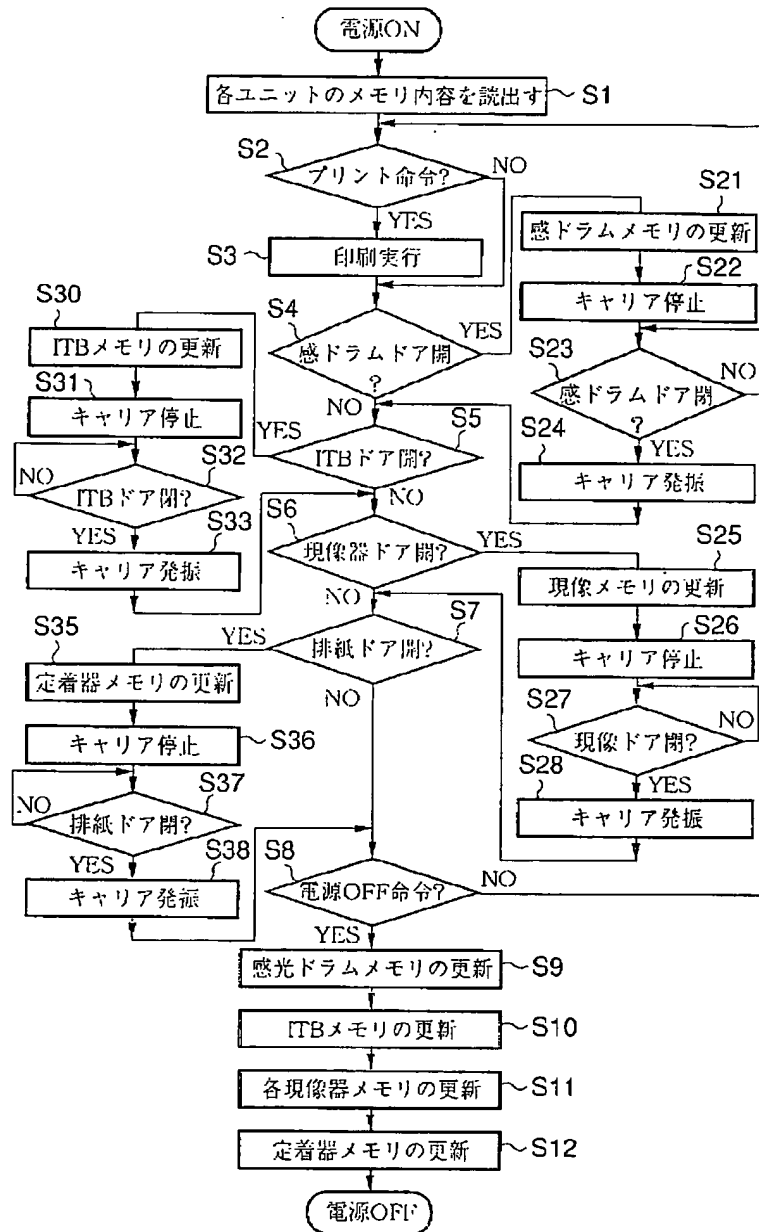 電源ON
各ユニットのメモリ内容を読出す
S1
S2
プリント命令?
NO
YES
S3
印刷実行
S4
感ドラムドア開
?
YES
NO
S21
感ドラムメモリの更新
S22
キャリア停止
S23
感ドラムドア閉
?
NO
YES
S24
キャリア発振
S5
ITBドア開?
YES
NO
S30
ITBメモリの更新
S31
キャリア停止
S32
ITBドア閉?
NO
YES
S33
キャリア発振
S6
現像器ドア開?
YES
NO
S25
現像メモリの更新
S26
キャリア停止
S27
現像ドア閉?
NO
YES
S28
キャリア発振
S7
排紙ドア開?
YES
NO
S35
定着器メモリの更新
キャリア停止
S36
S37
排紙ドア閉?
NO
YES
S38
キャリア発振
S8
電源OFF命令?
NO
YES
感光ドラムメモリの更新
S9
ITBメモリの更新
S10
各現像器メモリの更新
S11
定着器メモリの更新
S12
電源OFF